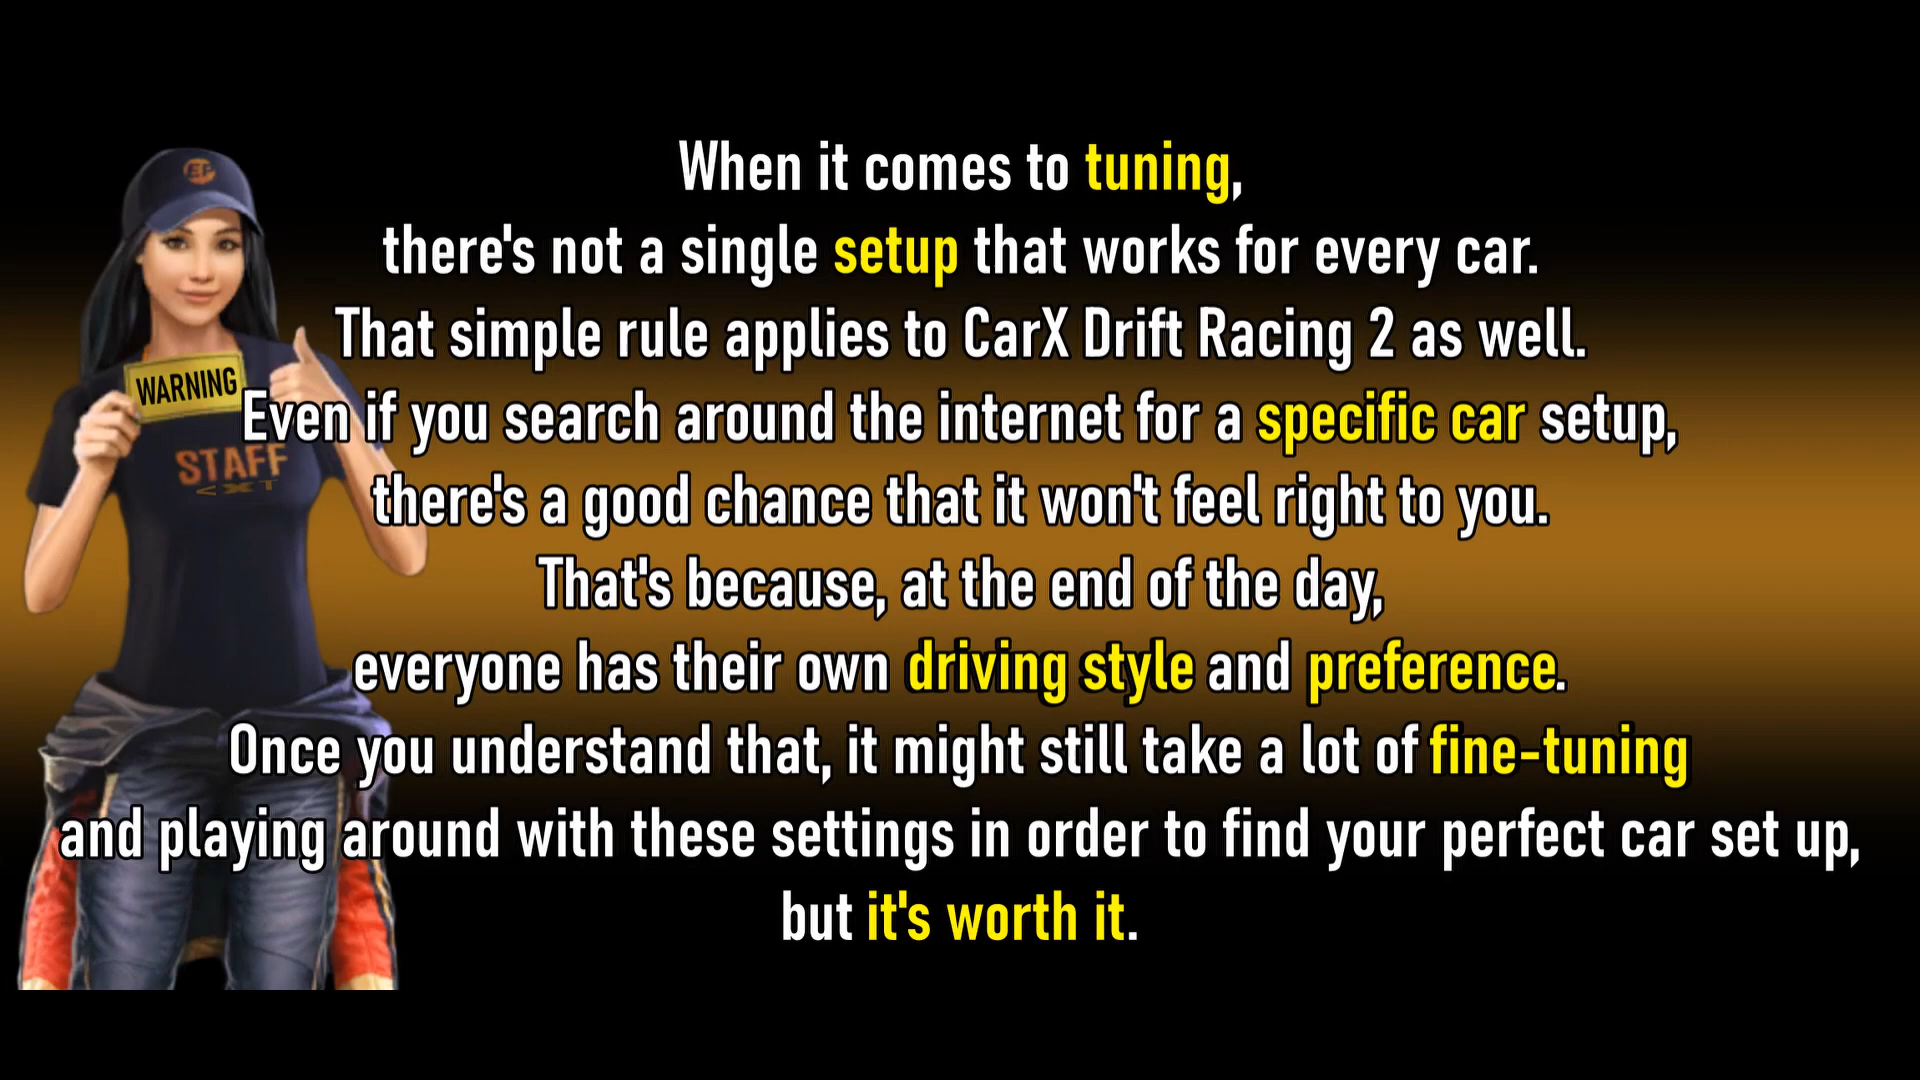 When it comes to tuning,
there's not a single setup that works for every car.
That simple rule applies to CarX Drift Racing 2 as well.
Even if you search around the internet for a specific car setup,
there's a good chance that it won't feel right to you.
That's because, at the end of the day,
everyone has their own driving style and preference.
Once you understand that, it might still take a lot of fine-tuning
and playing around with these settings in order to find your perfect car set up,
but it's worth it.
WARNING
STAFF